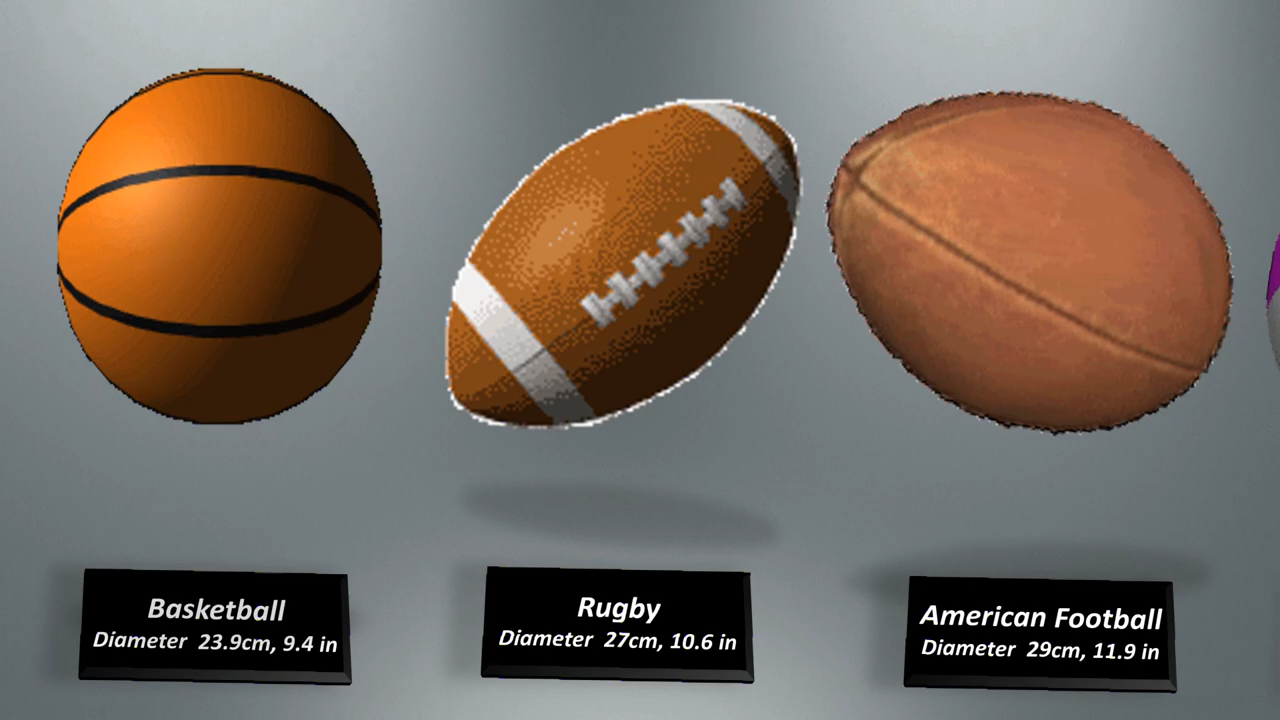 Basketball
Diameter 23.9cm, 9.4 in
Rugby
Diameter 27cm, 10.6 in
American Football
Diameter 29cm, 11.9 in